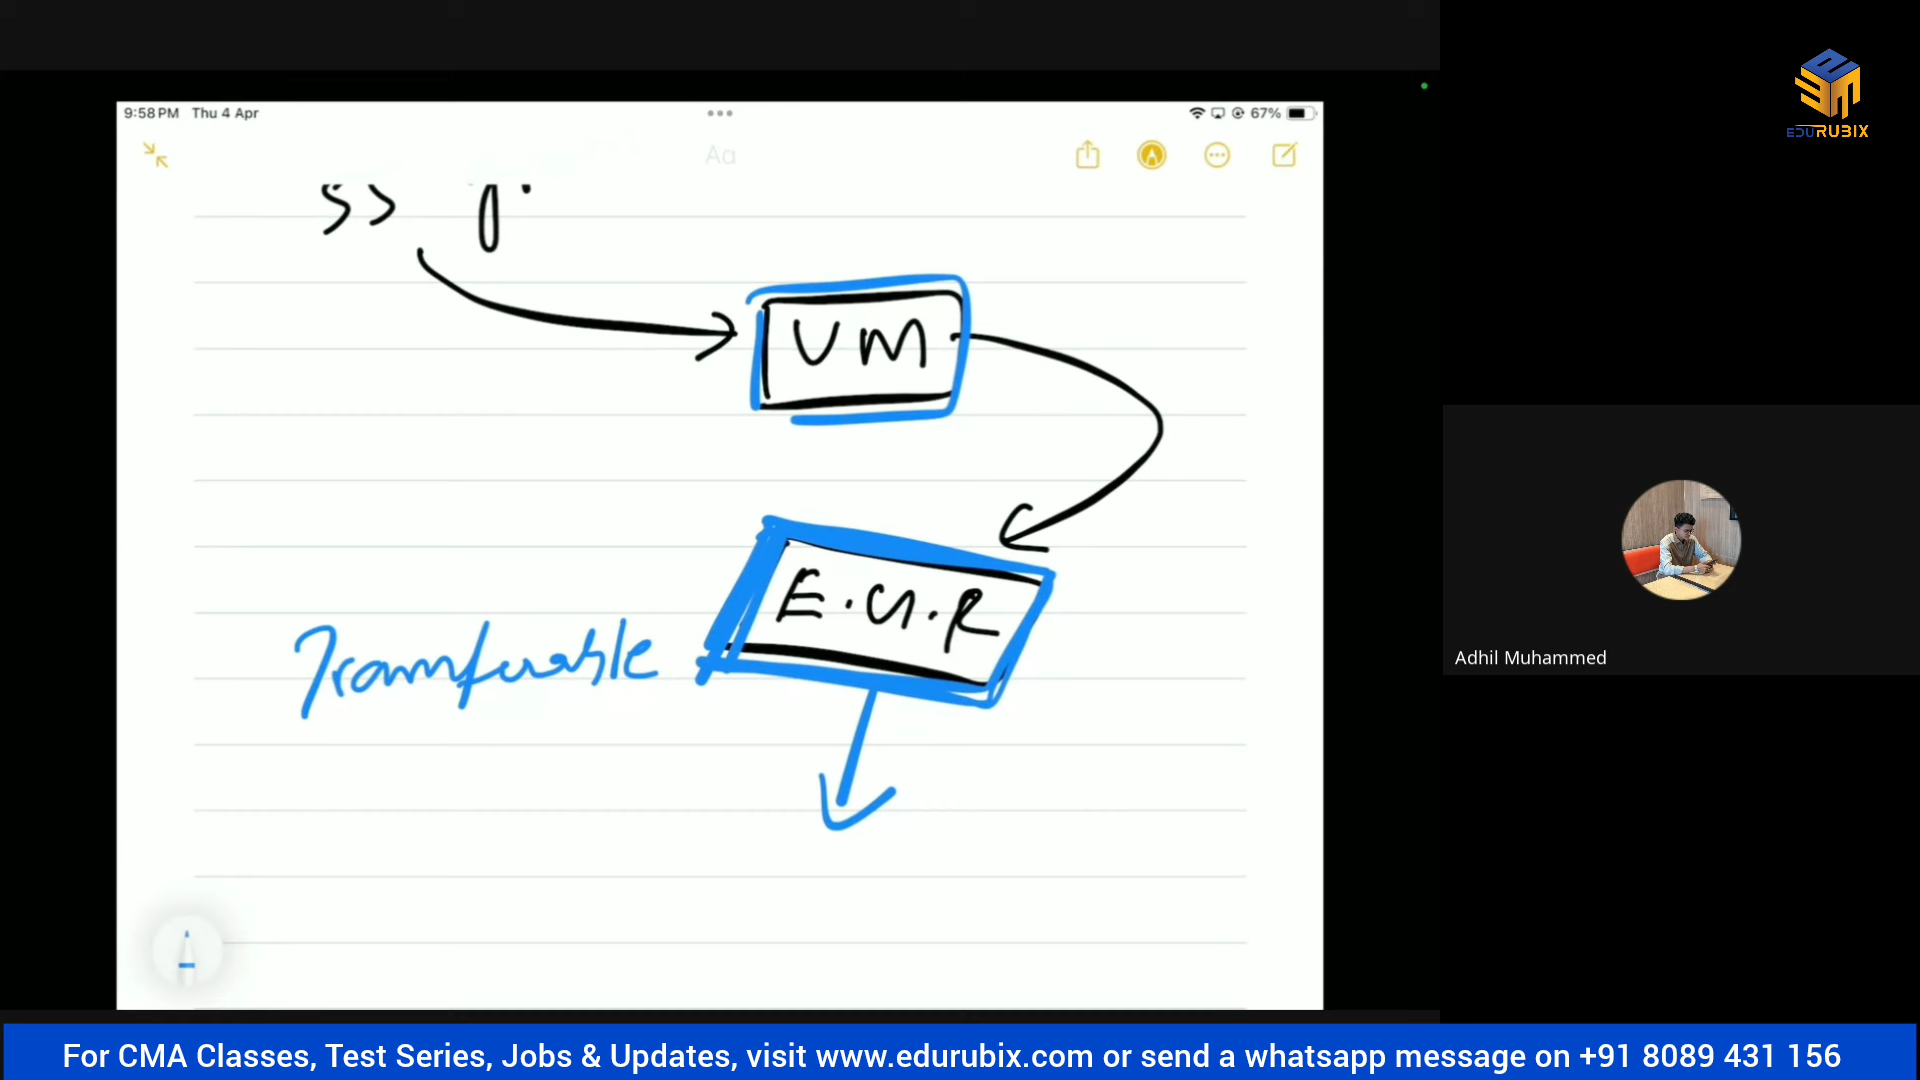 9:58 PM Thu 4 Apr
67%
Aa
EDURUBIX
VM
E.U.R
Transferable
Adhil Muhammed
For CMA Classes, Test Series, Jobs & Updates, visit www.edurubix.com or send a whatsapp message on +91 8089 431 156